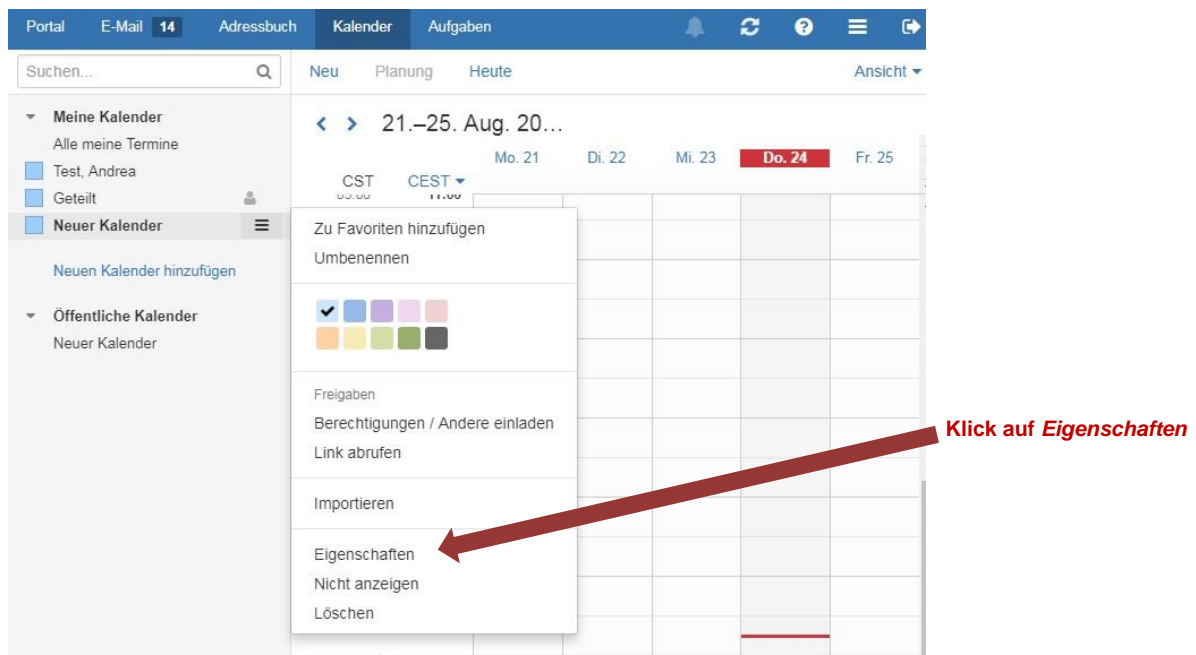 Portal E-Mail 14 Adressbuch Kalender Aufgaben
Suchen...
Neu Planung Heute Ansicht
Meine Kalender
Alle meine Termine
Test, Andrea
Geteilt
Neuer Kalender
Neuen Kalender hinzufügen
Öffentliche Kalender
Neuer Kalender
21.–25. Aug. 20...
Mo. 21 Di. 22 Mi. 23 Do. 24 Fr. 25
CST CEST
Zu Favoriten hinzufügen
Umbenennen
Freigaben
Berechtigungen / Andere einladen
Link abrufen
Importieren
Eigenschaften
Nicht anzeigen
Löschen
Klick auf Eigenschaften